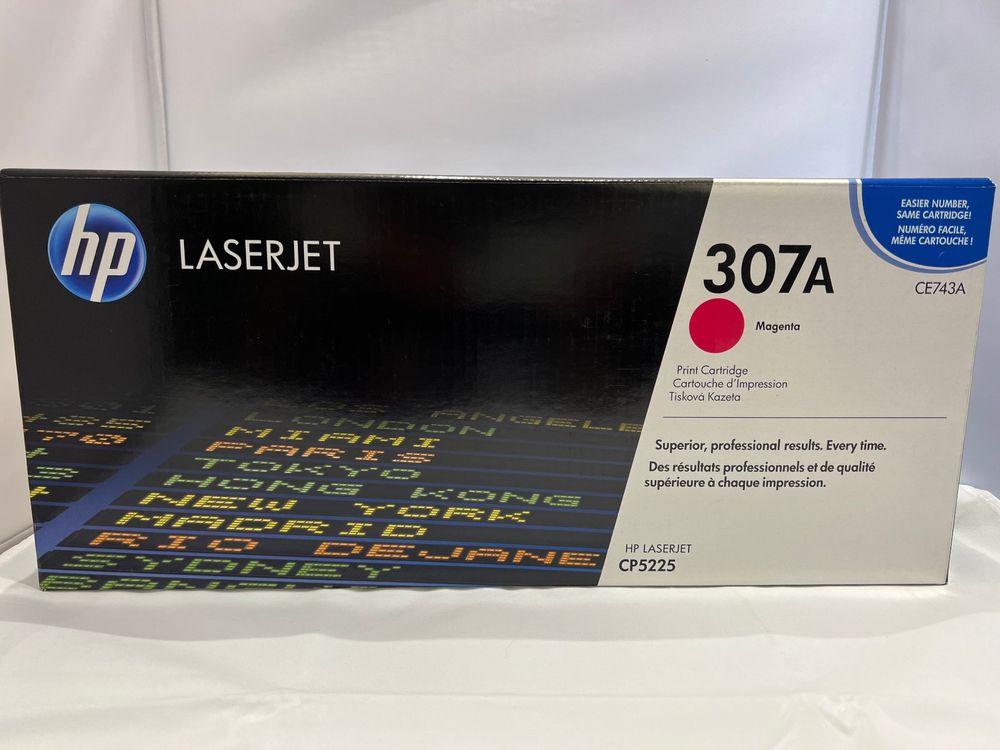 hp
LASERJET
EASIER NUMBER,
SAME CARTRIDGE!
NUMÉRO FACILE,
MÊME CARTOUCHE!
307A
CE743A
Magenta
Print Cartridge
Cartouche d'Impression
Tisková Kazeta
Superior, professional results. Every time.
Des résultats professionnels et de qualité
supérieure à chaque impression.
HP LASERJET
CP5225
LONDON
MIAMI
PARIS
TOKYO
HONG KONG
NEW YORK
MADRID
RIO DEJANE
SYDNEY